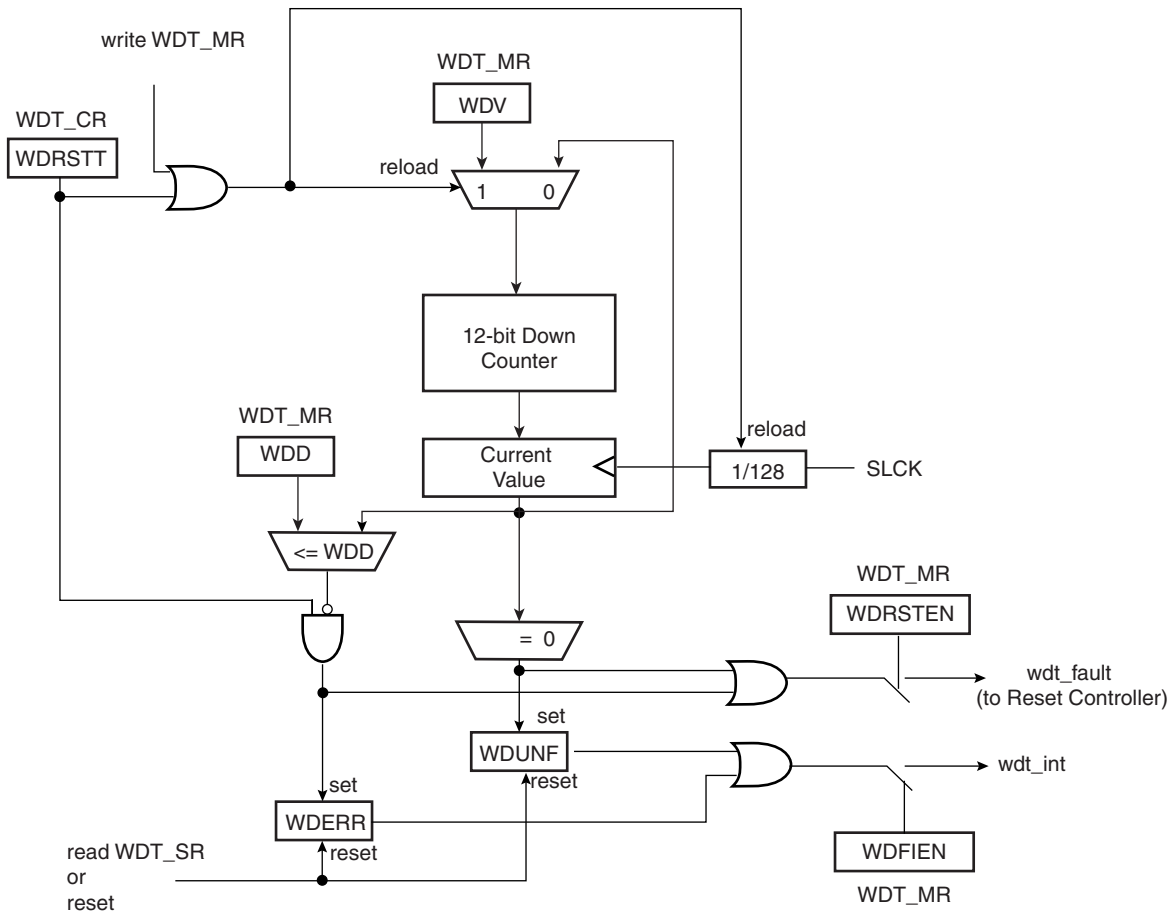 write WDT_MR
WDT_MR
WDV
WDT_CR
WDRSTT
reload
1 0
12-bit Down
Counter
WDT_MR
WDD
reload
Current
Value
1/128
SLCK
<= WDD
WDT_MR
WDRSTEN
= 0
wdt_fault
(to Reset Controller)
set
WDUNF
reset
wdt_int
set
WDERR
reset
WDFIEN
read WDT_SR
or
reset
WDT_MR